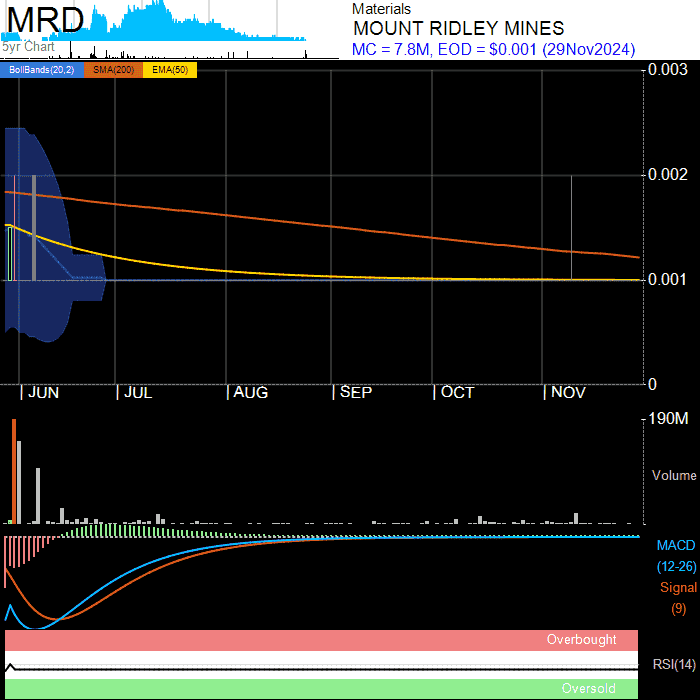 MRD
5yr Chart
Materials
MOUNT RIDLEY MINES
MC = 7.8M, EOD = $0.001 (29Nov2024)
BollBands(20,2) SMA(200) EMA(50)
0.003
0.002
0.001
0
JUN JUL AUG SEP OCT NOV
190M
Volume
MACD
(12-26)
Signal
(9)
Overbought
RSI(14)
Oversold